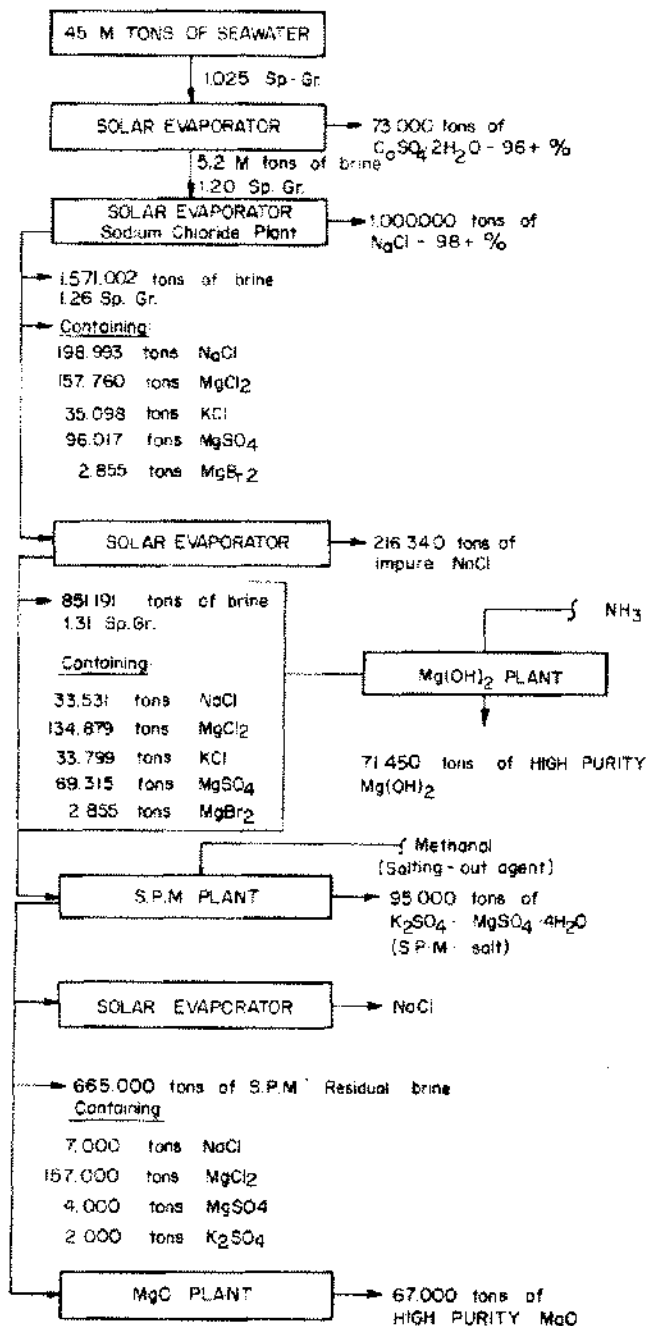 45 M TONS OF SEAWATER
1.025 Sp-Gr.
SOLAR EVAPORATOR
73.000 tons of
CaSO4·2H2O - 96+ %
5.2 M tons of brine
1.20 Sp. Gr.
SOLAR EVAPORATOR
Sodium Chloride Plant
1.000.000 tons of
NaCl - 98+ %
1.571.002 tons of brine
1.26 Sp. Gr.
Containing:
198.993 tons NaCl
157.760 tons MgCl2
35.098 tons KCl
96.017 tons MgSO4
2.855 tons MgBr2
SOLAR EVAPORATOR
216.340 tons of
impure NaCl
851.191 tons of brine
1.31 Sp.Gr.
Containing
33.531 tons NaCl
134.879 tons MgCl2
33.799 tons KCl
69.315 tons MgSO4
2.855 tons MgBr2
NH3
Mg(OH)2 PLANT
71.450 tons of HIGH PURITY
Mg(OH)2
Methanol
(Salting-out agent)
S.P.M PLANT
95.000 tons of
K2SO4 · MgSO4·4H2O
(S.P.M. salt)
SOLAR EVAPORATOR
NaCl
665.000 tons of S.P.M Residual brine
Containing
7.000 tons NaCl
157.000 tons MgCl2
4.000 tons MgSO4
2.000 tons K2SO4
MgO PLANT
67.000 tons of
HIGH PURITY MgO